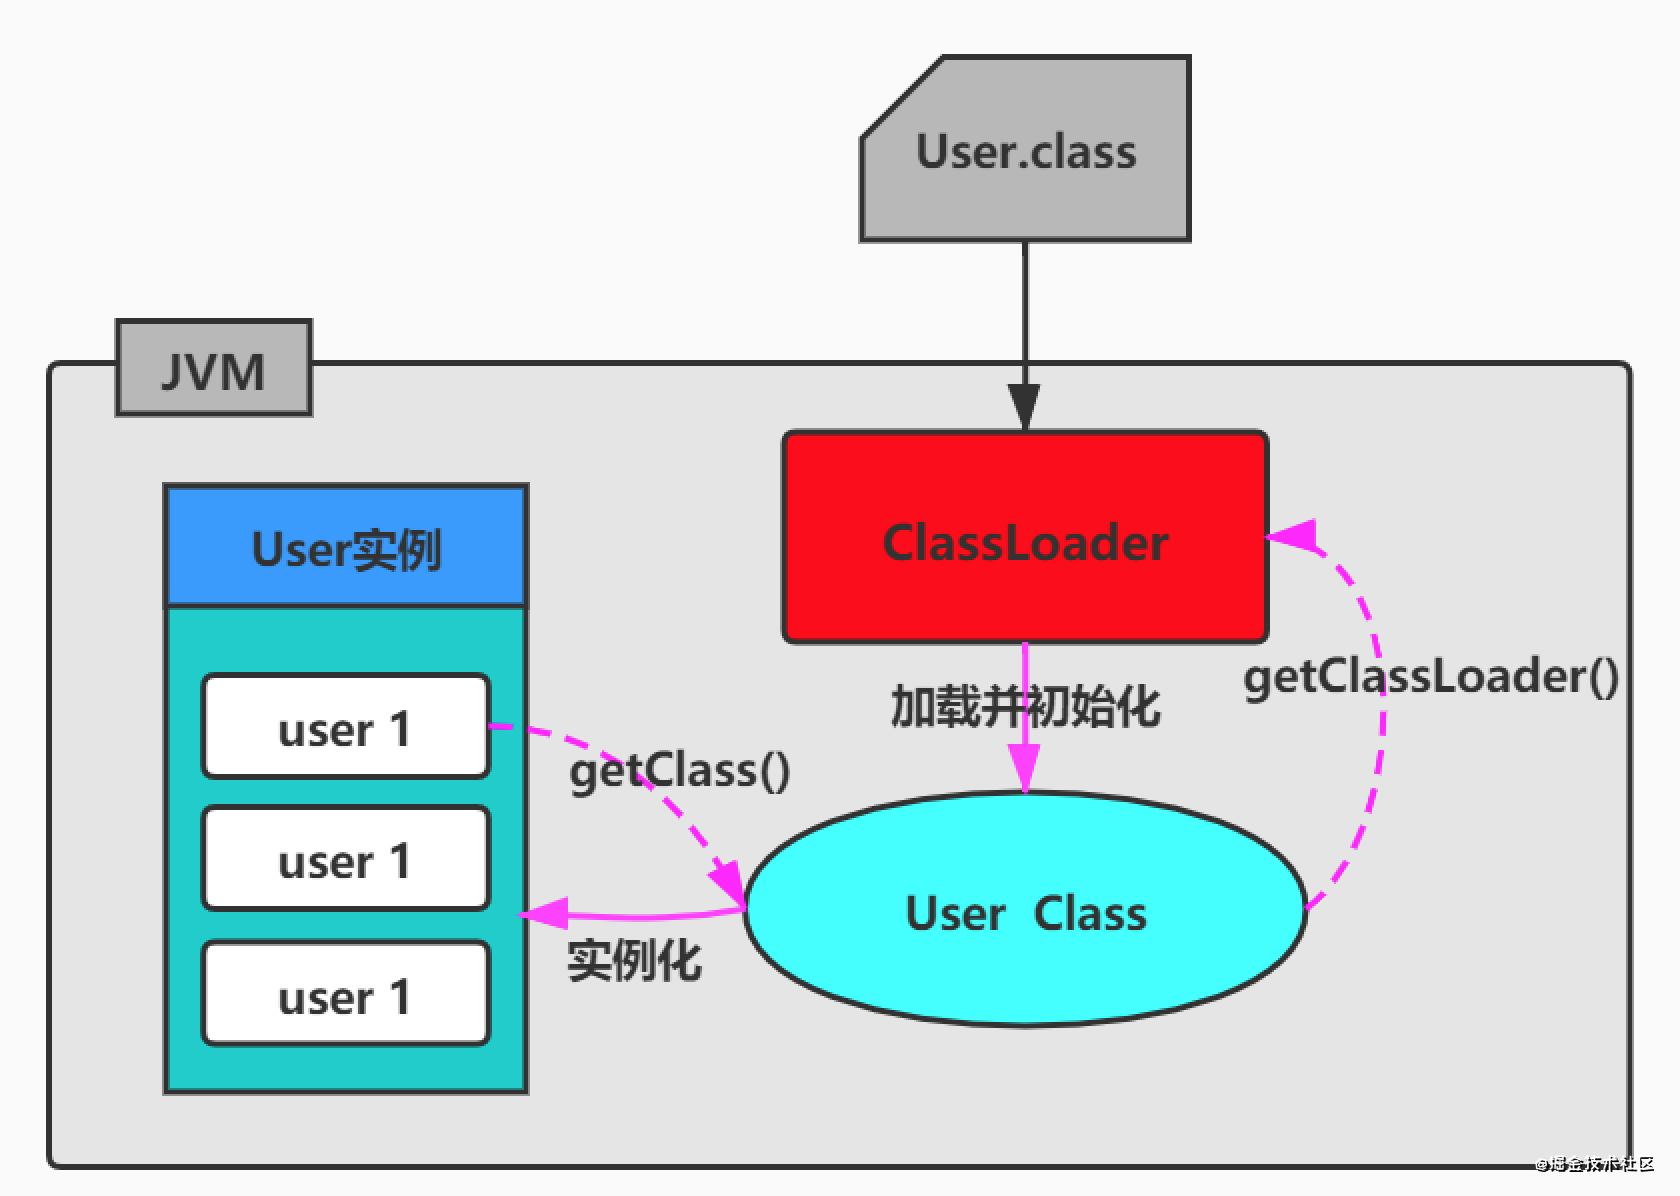 User.class
JVM
ClassLoader
User实例
getClassLoader()
加载并初始化
user 1
getClass()
user 1
User Class
实例化
user 1
@掘金技术社区